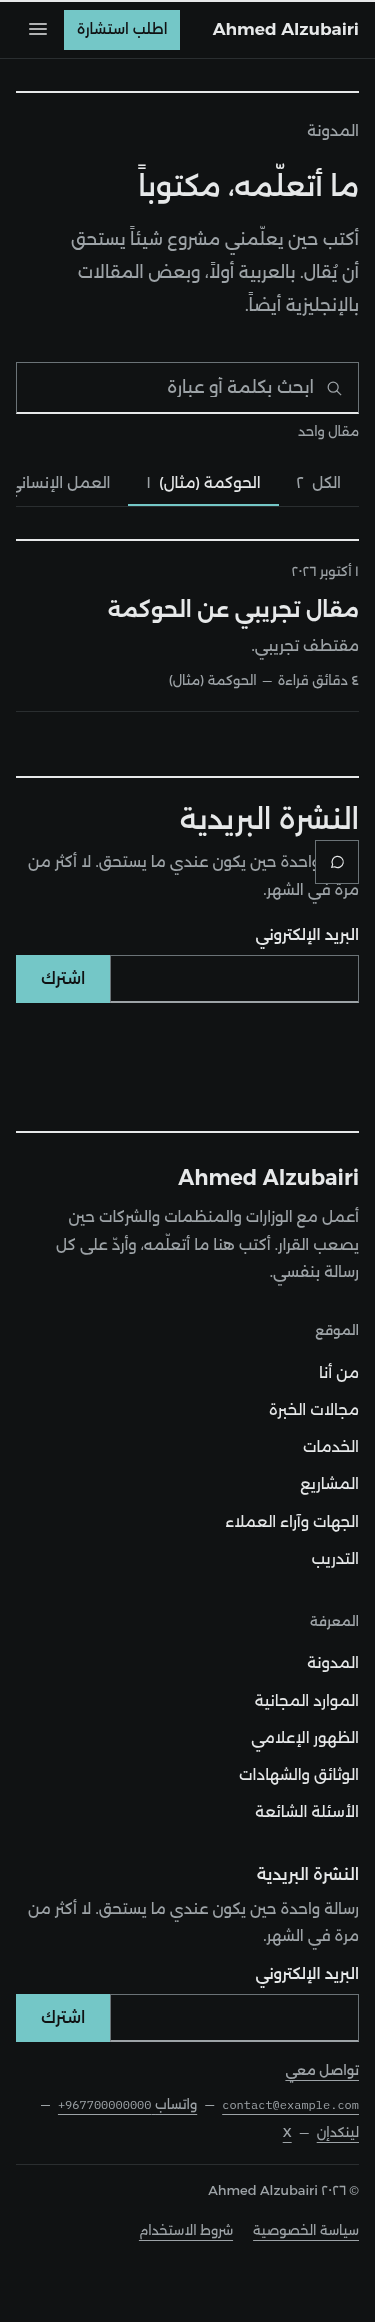 Ahmed Alzubairi
اطلب استشارة
المدونة
ما أتعلّمه، مكتوباً
أكتب حين يعلّمني مشروع شيئاً يستحق
أن يُقال. بالعربية أولاً، وبعض المقالات
بالإنجليزية أيضاً.
ابحث بكلمة أو عبارة
مقال واحد
الكل ٢ الحوكمة (مثال) ١ العمل الإنساني
١ أكتوبر ٢٠٢٦
مقال تجريبي عن الحوكمة
مقتطف تجريبي.
٤ دقائق قراءة — الحوكمة (مثال)
النشرة البريدية
واحدة حين يكون عندي ما يستحق. لا أكثر من
مرة في الشهر.
البريد الإلكتروني
اشترك
Ahmed Alzubairi
أعمل مع الوزارات والمنظمات والشركات حين
يصعب القرار. أكتب هنا ما أتعلّمه، وأردّ على كل
رسالة بنفسي.
الموقع
من أنا
مجالات الخبرة
الخدمات
المشاريع
الجهات وآراء العملاء
التدريب
المعرفة
المدونة
الموارد المجانية
الظهور الإعلامي
الوثائق والشهادات
الأسئلة الشائعة
النشرة البريدية
رسالة واحدة حين يكون عندي ما يستحق. لا أكثر من
مرة في الشهر.
البريد الإلكتروني
اشترك
تواصل معي
contact@example.com — واتساب +967700000000 —
لينكدإن — X
© ٢٠٢٦ Ahmed Alzubairi
سياسة الخصوصية شروط الاستخدام